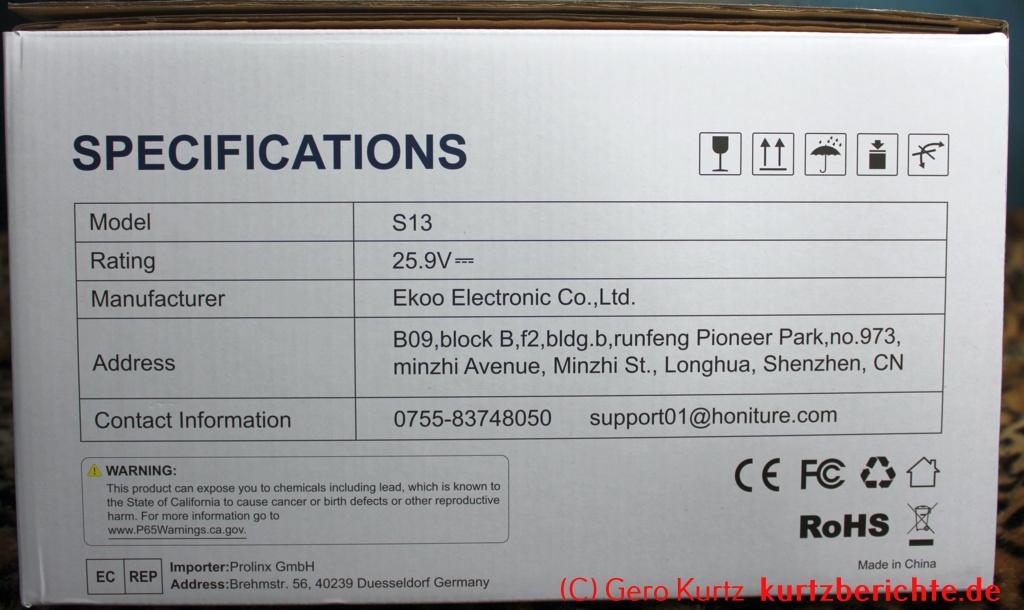 SPECIFICATIONS
Model S13
Rating 25.9V⎓
Manufacturer Ekoo Electronic Co.,Ltd.
Address B09,block B,f2,bldg.b,runfeng Pioneer Park,no.973,
minzhi Avenue, Minzhi St., Longhua, Shenzhen, CN
Contact Information 0755-83748050 support01@honiture.com
WARNING:
This product can expose you to chemicals including lead, which is known to
the State of California to cause cancer or birth defects or other reproductive
harm. For more information go to
www.P65Warnings.ca.gov.
CE FC
RoHS
EC REP
Importer:Prolinx GmbH
Address:Brehmstr. 56, 40239 Duesseldorf Germany
Made in China
(C) Gero Kurtz kurtzberichte.de